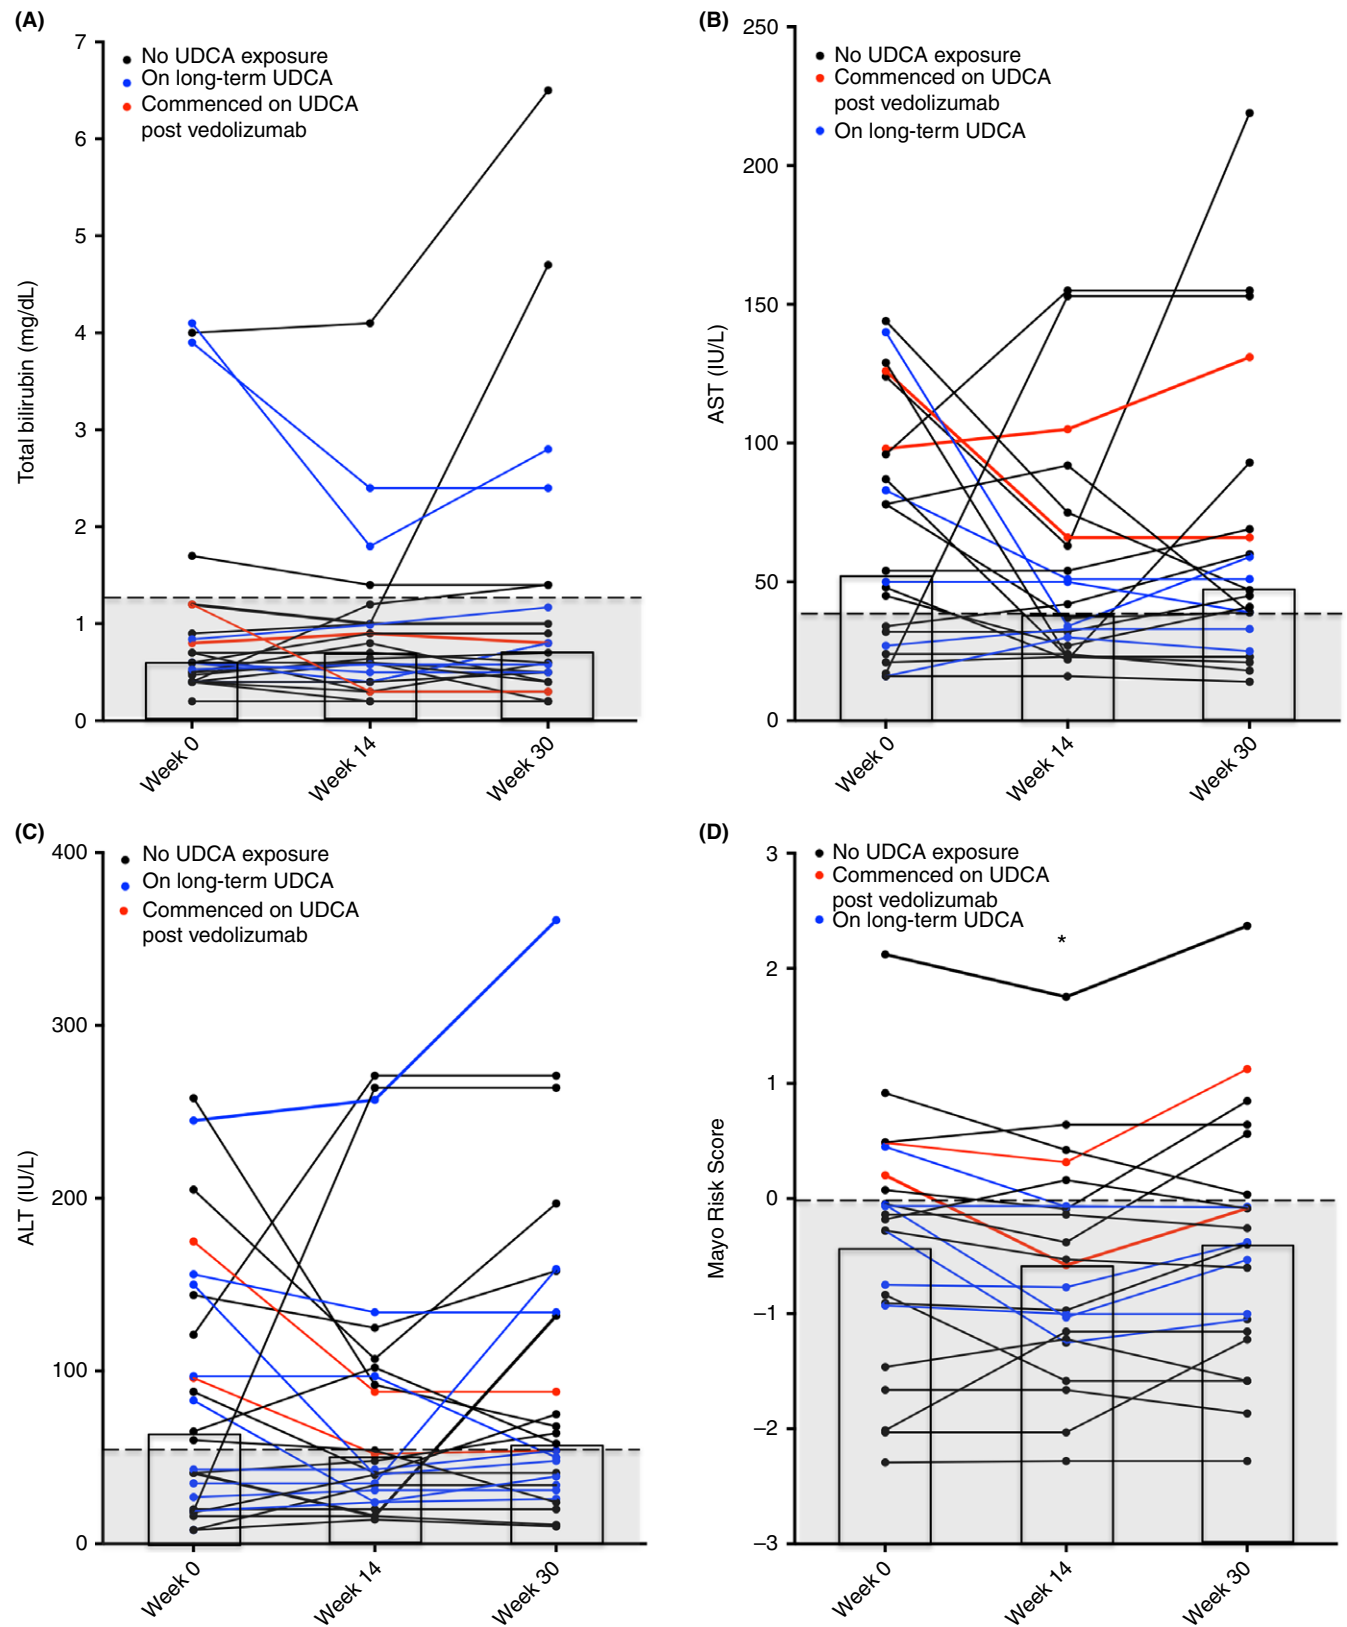 (A)
7
6
5
4
3
2
1
0
Total bilirubin (mg/dL)
No UDCA exposure
On long-term UDCA
Commenced on UDCA
post vedolizumab
Week 0
Week 14
Week 30
(B)
250
200
150
100
50
0
AST (IU/L)
No UDCA exposure
Commenced on UDCA
post vedolizumab
On long-term UDCA
Week 0
Week 14
Week 30
(C)
400
300
200
100
0
ALT (IU/L)
No UDCA exposure
On long-term UDCA
Commenced on UDCA
post vedolizumab
Week 0
Week 14
Week 30
(D)
3
2
1
0
–1
–2
–3
Mayo Risk Score
No UDCA exposure
Commenced on UDCA
post vedolizumab
On long-term UDCA
*
Week 0
Week 14
Week 30